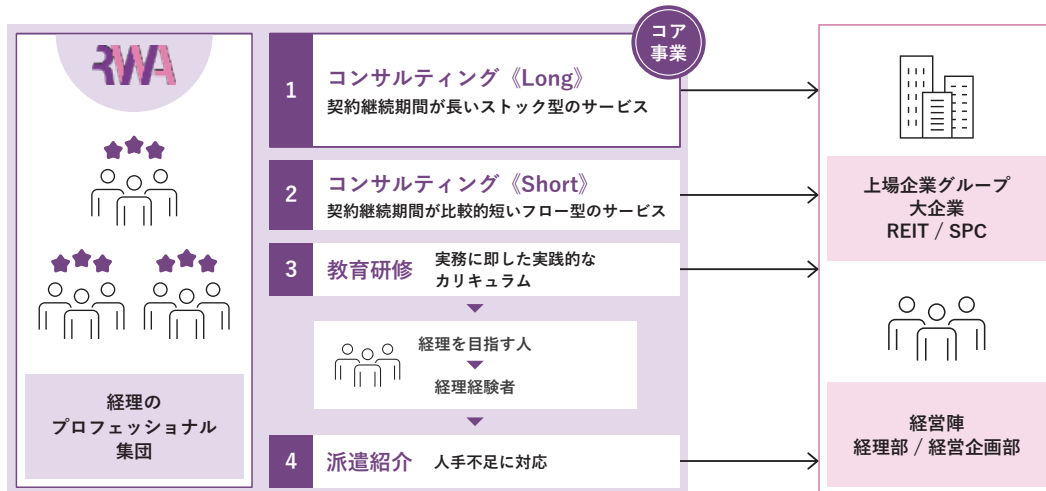 RWA
経理の
プロフェッショナル
集団
コア
事業
1
コンサルティング《Long》
契約継続期間が長いストック型のサービス
2
コンサルティング《Short》
契約継続期間が比較的短いフロー型のサービス
3
教育研修
実務に即した実践的な
カリキュラム
経理を目指す人
経理経験者
4
派遣紹介
人手不足に対応
上場企業グループ
大企業
REIT / SPC
経営陣
経理部 / 経営企画部